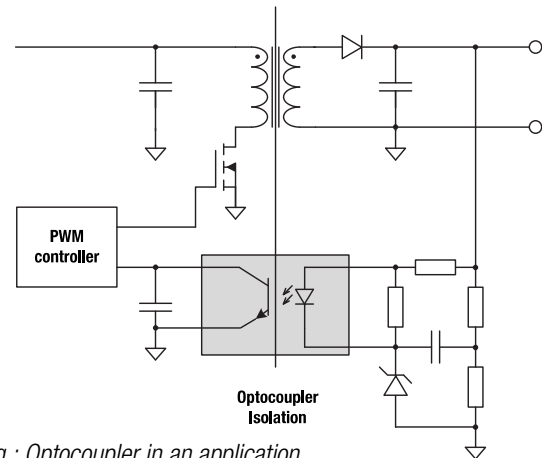 PWM
controller
Optocoupler
Isolation
: Optocoupler in an application